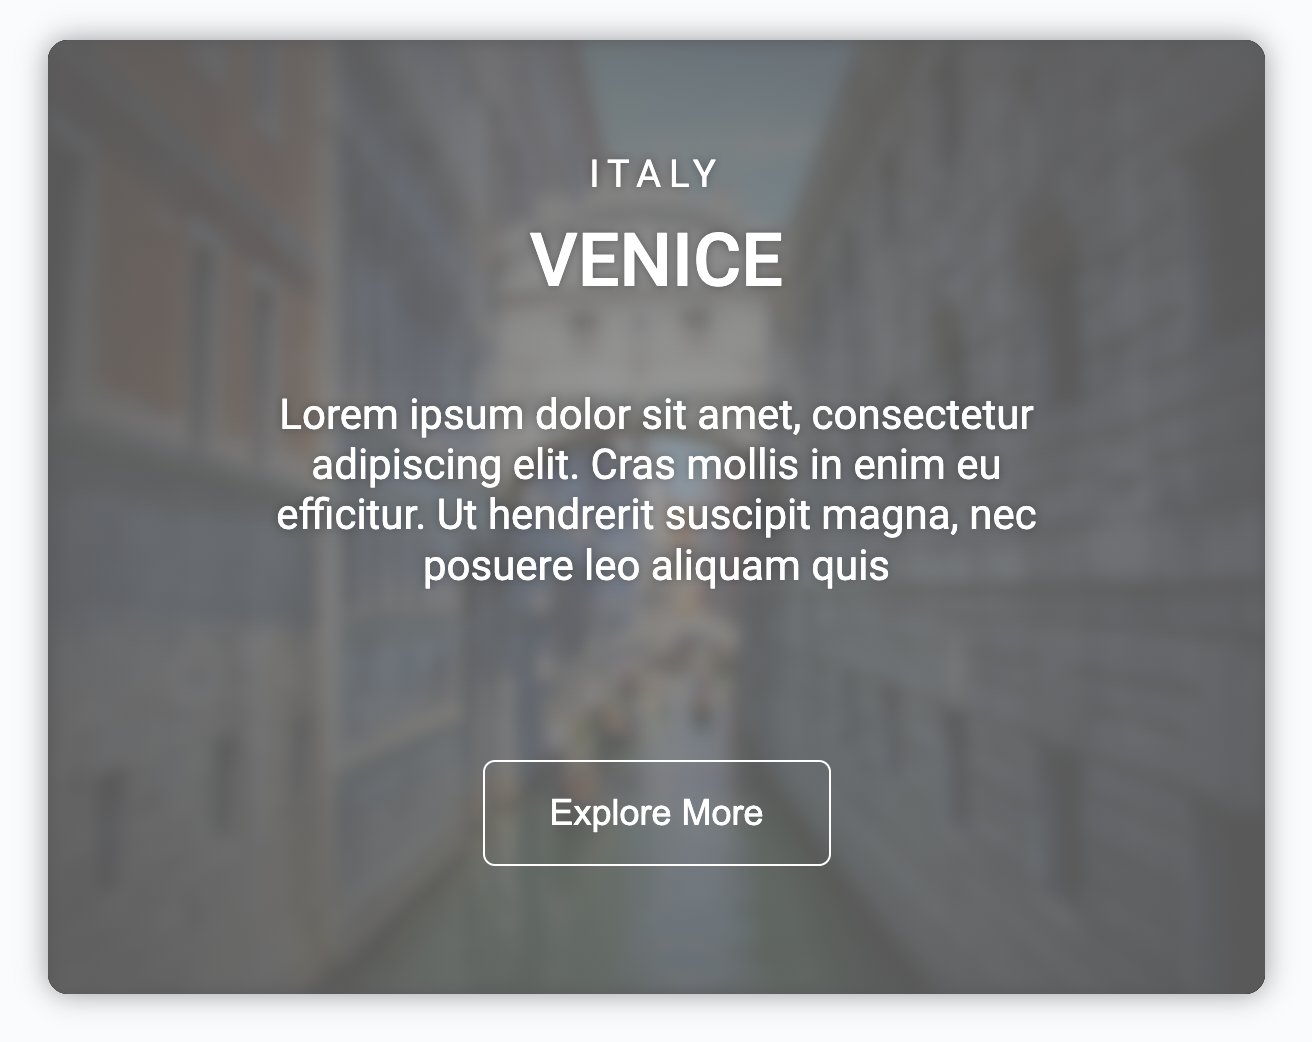 ITALY
VENICE
Lorem ipsum dolor sit amet, consectetur
adipiscing elit. Cras mollis in enim eu
efficitur. Ut hendrerit suscipit magna, nec
posuere leo aliquam quis
Explore More